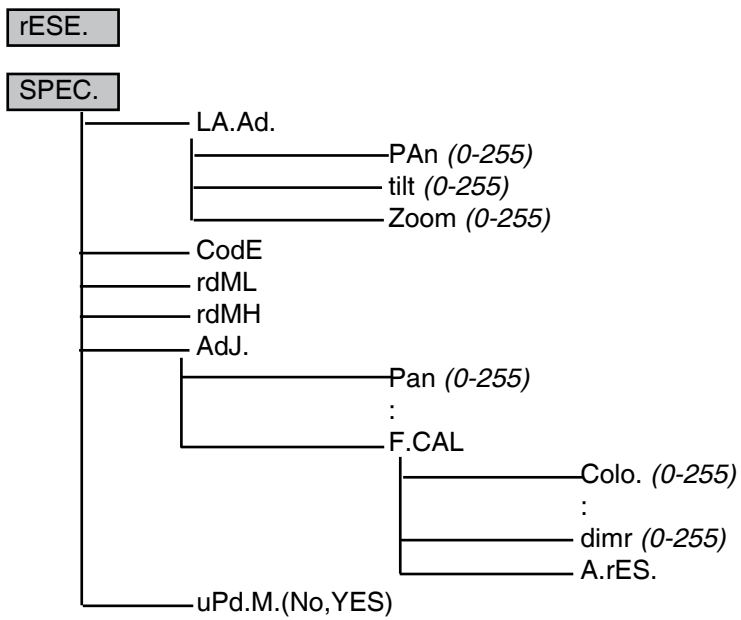 rESE.
SPEC.
LA.Ad.
PAn (0-255)
tilt (0-255)
Zoom (0-255)
CodE
rdML
rdMH
AdJ.
Pan (0-255)
:
F.CAL
Colo. (0-255)
:
dimr (0-255)
A.rES.
uPd.M.(No,YES)